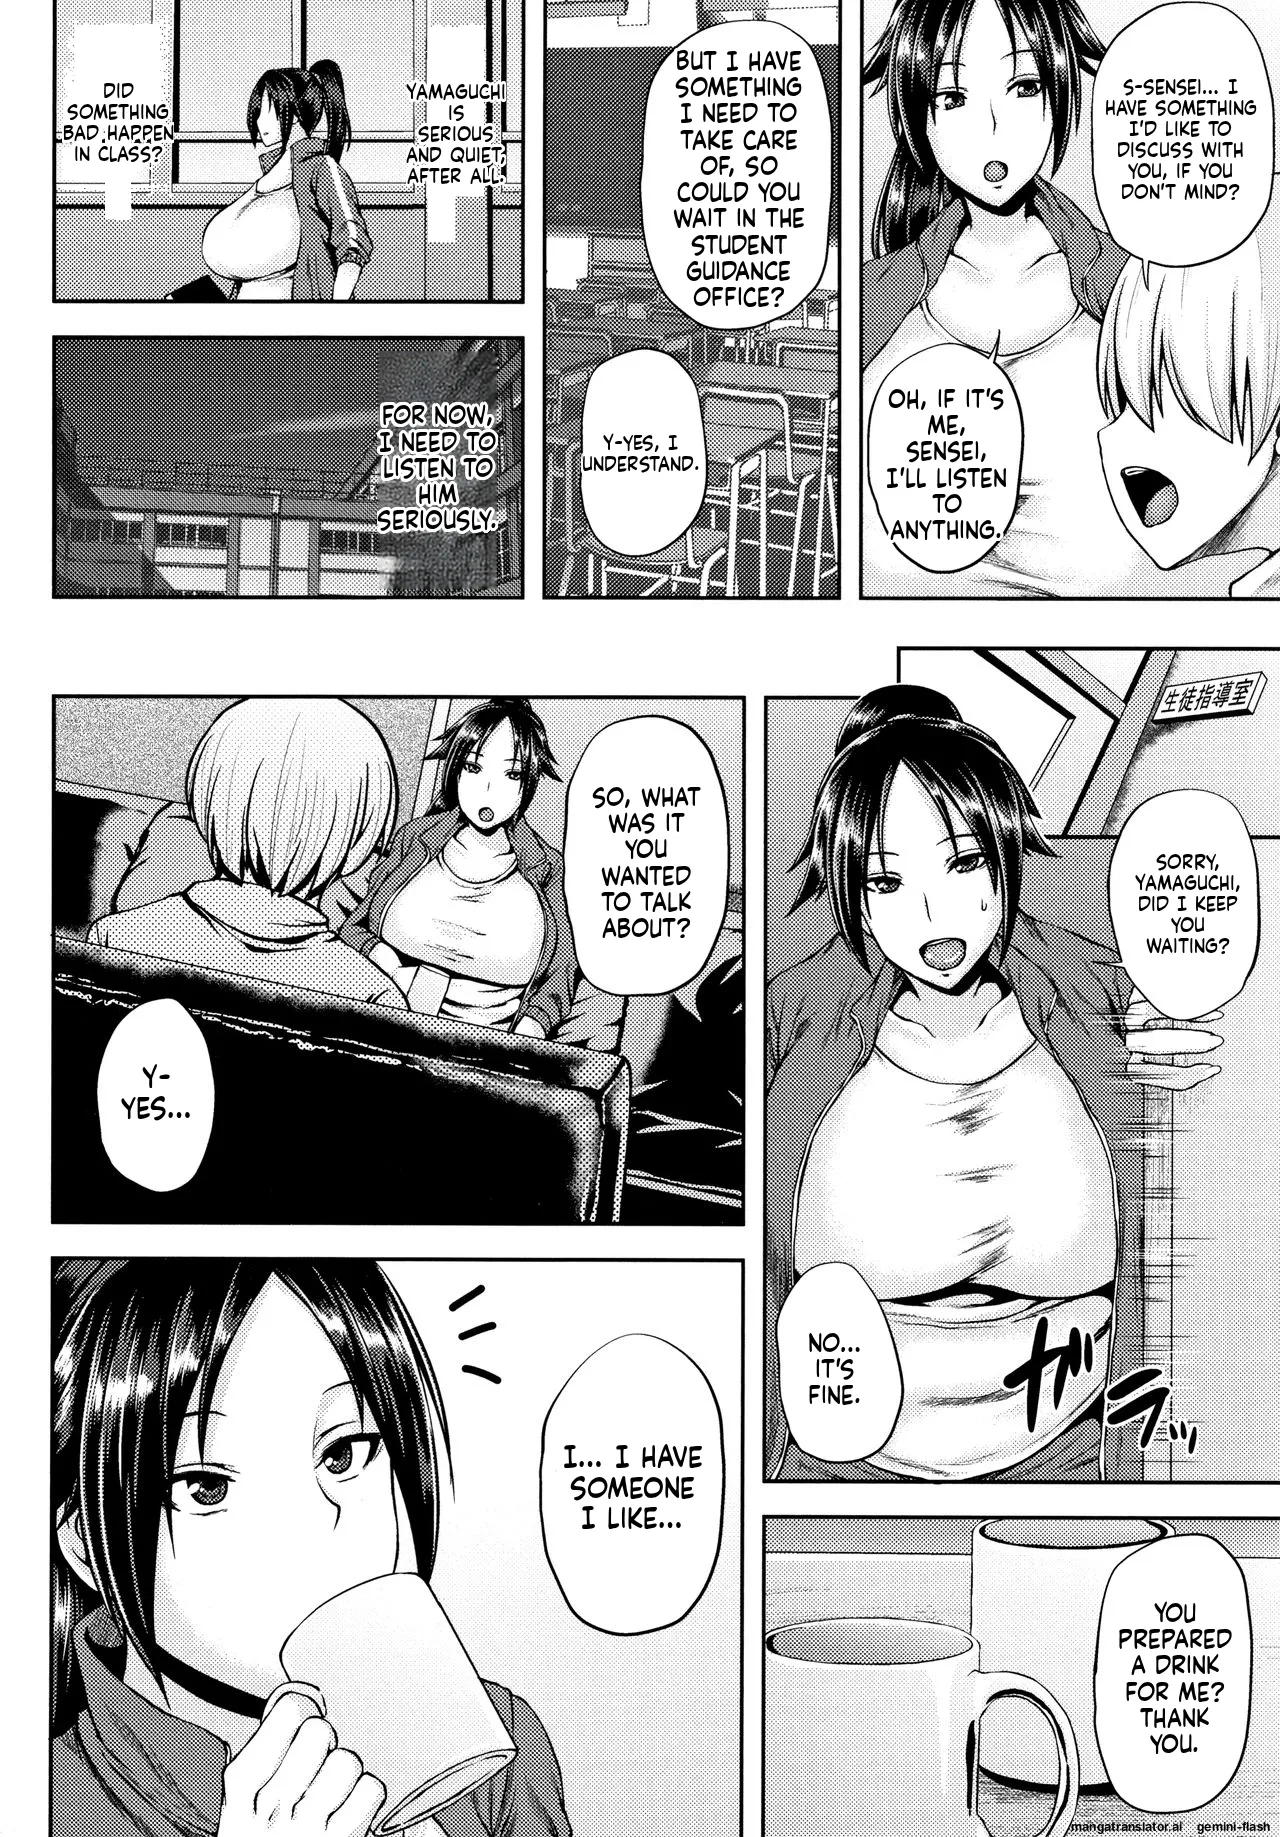 S-SENSEI... I
HAVE SOMETHING
I'D LIKE TO
DISCUSS WITH
YOU, IF YOU
DON'T MIND?
OH, IF IT'S
ME,
SENSEI,
I'LL LISTEN
TO
ANYTHING.
BUT I HAVE
SOMETHING
I NEED TO
TAKE CARE
OF, SO
COULD YOU
WAIT IN THE
STUDENT
GUIDANCE
OFFICE?
Y-YES, I
UNDERSTAND.
YAMAGUCHI
IS
SERIOUS
AND QUIET,
AFTER ALL.
DID
SOMETHING
BAD HAPPEN
IN CLASS?
FOR NOW,
I NEED TO
LISTEN TO
HIM
SERIOUSLY.
生徒指導室
SORRY,
YAMAGUCHI,
DID I KEEP
YOU
WAITING?
NO...
IT'S
FINE.
ガラッ
SO, WHAT
WAS IT
YOU
WANTED
TO TALK
ABOUT?
Y-
YES...
YOU
PREPARED
A DRINK
FOR ME?
THANK
YOU.
I... I HAVE
SOMEONE
I LIKE...
mangatranslator.ai gemini-flash